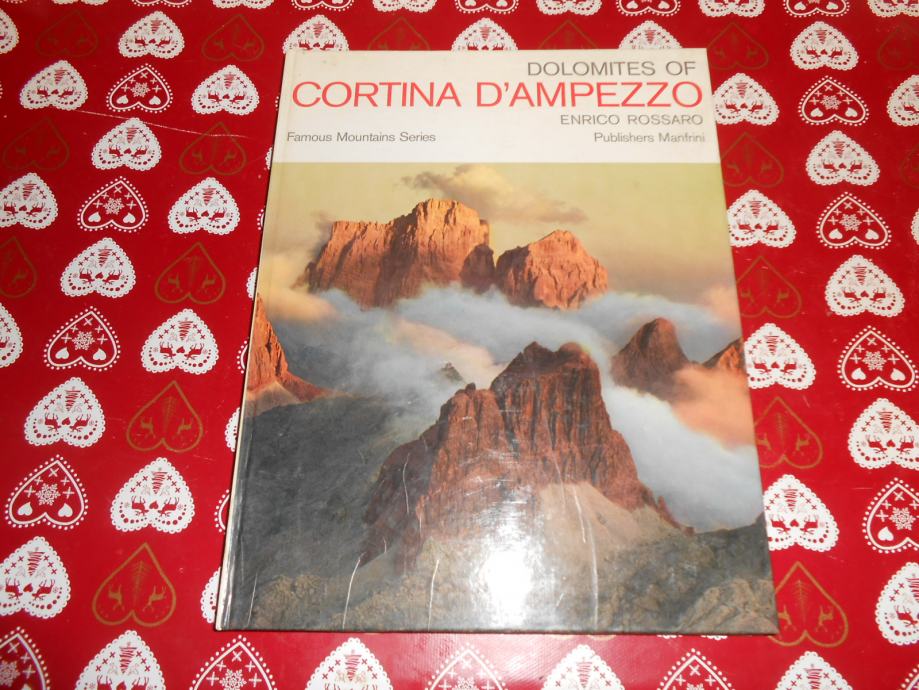 DOLOMITES OF
CORTINA D'AMPEZZO
ENRICO ROSSARO
Famous Mountains Series Publishers Manfrini